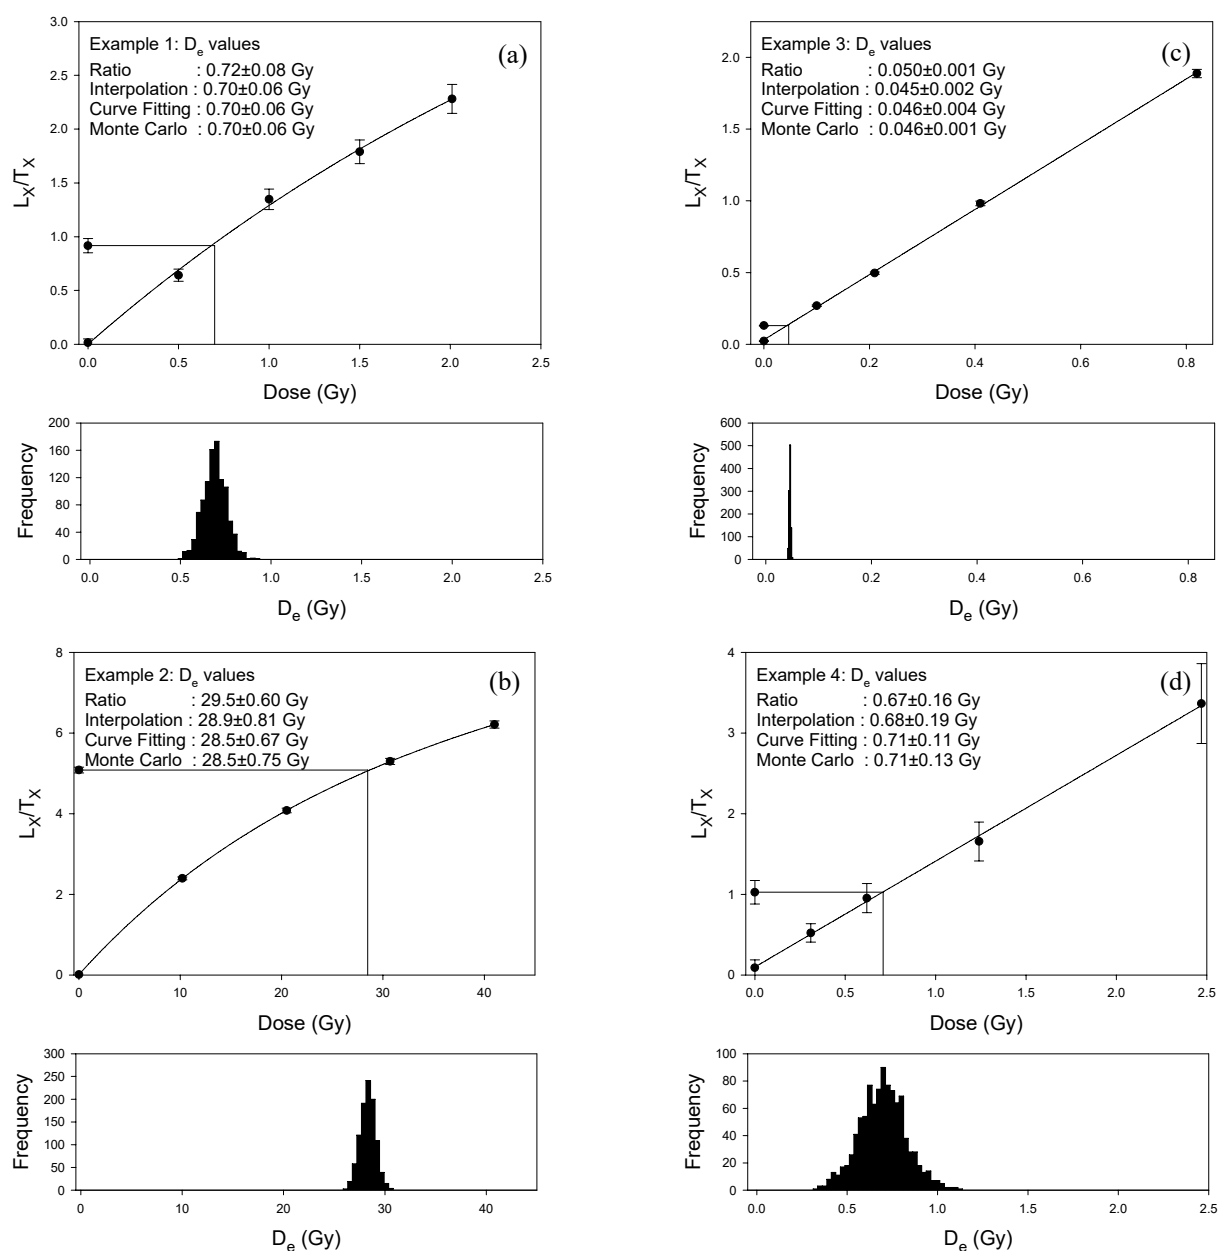 Example 1: De values
(a)
Ratio : 0.72±0.08 Gy
Interpolation : 0.70±0.06 Gy
Curve Fitting : 0.70±0.06 Gy
Monte Carlo : 0.70±0.06 Gy
3.0
2.5
2.0
1.5
1.0
0.5
0.0
LX/TX
0.0 0.5 1.0 1.5 2.0 2.5
Dose (Gy)
200
160
120
80
40
0
Frequency
0.0 0.5 1.0 1.5 2.0 2.5
De (Gy)
Example 3: De values
(c)
Ratio : 0.050±0.001 Gy
Interpolation : 0.045±0.002 Gy
Curve Fitting : 0.046±0.004 Gy
Monte Carlo : 0.046±0.001 Gy
2.0
1.5
1.0
0.5
0.0
LX/TX
0.0 0.2 0.4 0.6 0.8
Dose (Gy)
600
500
400
300
200
100
0
Frequency
0.0 0.2 0.4 0.6 0.8
De (Gy)
Example 2: De values
(b)
Ratio : 29.5±0.60 Gy
Interpolation : 28.9±0.81 Gy
Curve Fitting : 28.5±0.67 Gy
Monte Carlo : 28.5±0.75 Gy
8
6
4
2
0
LX/TX
0 10 20 30 40
Dose (Gy)
300
250
200
150
100
50
0
Frequency
0 10 20 30 40
De (Gy)
Example 4: De values
(d)
Ratio : 0.67±0.16 Gy
Interpolation : 0.68±0.19 Gy
Curve Fitting : 0.71±0.11 Gy
Monte Carlo : 0.71±0.13 Gy
4
3
2
1
0
LX/TX
0.0 0.5 1.0 1.5 2.0 2.5
Dose (Gy)
100
80
60
40
20
0
Frequency
0.0 0.5 1.0 1.5 2.0 2.5
De (Gy)